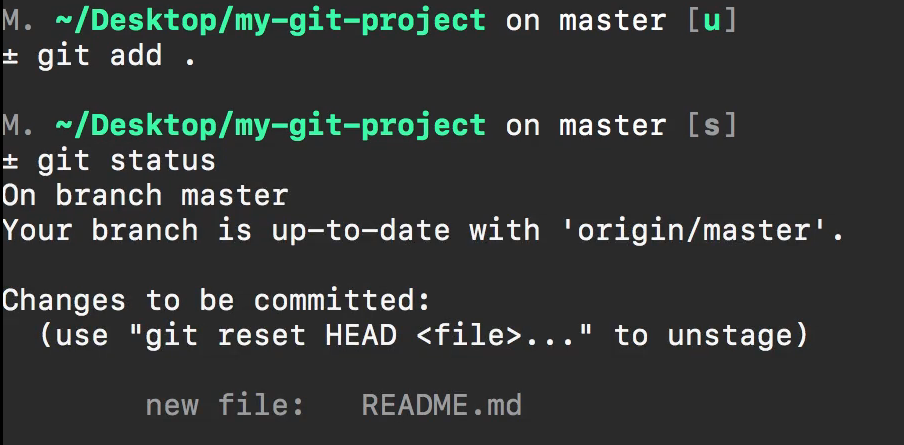 M. ~/Desktop/my-git-project on master [u]
± git add .
M. ~/Desktop/my-git-project on master [s]
± git status
On branch master
Your branch is up-to-date with 'origin/master'.
Changes to be committed:
(use "git reset HEAD <file>..." to unstage)
new file: README.md